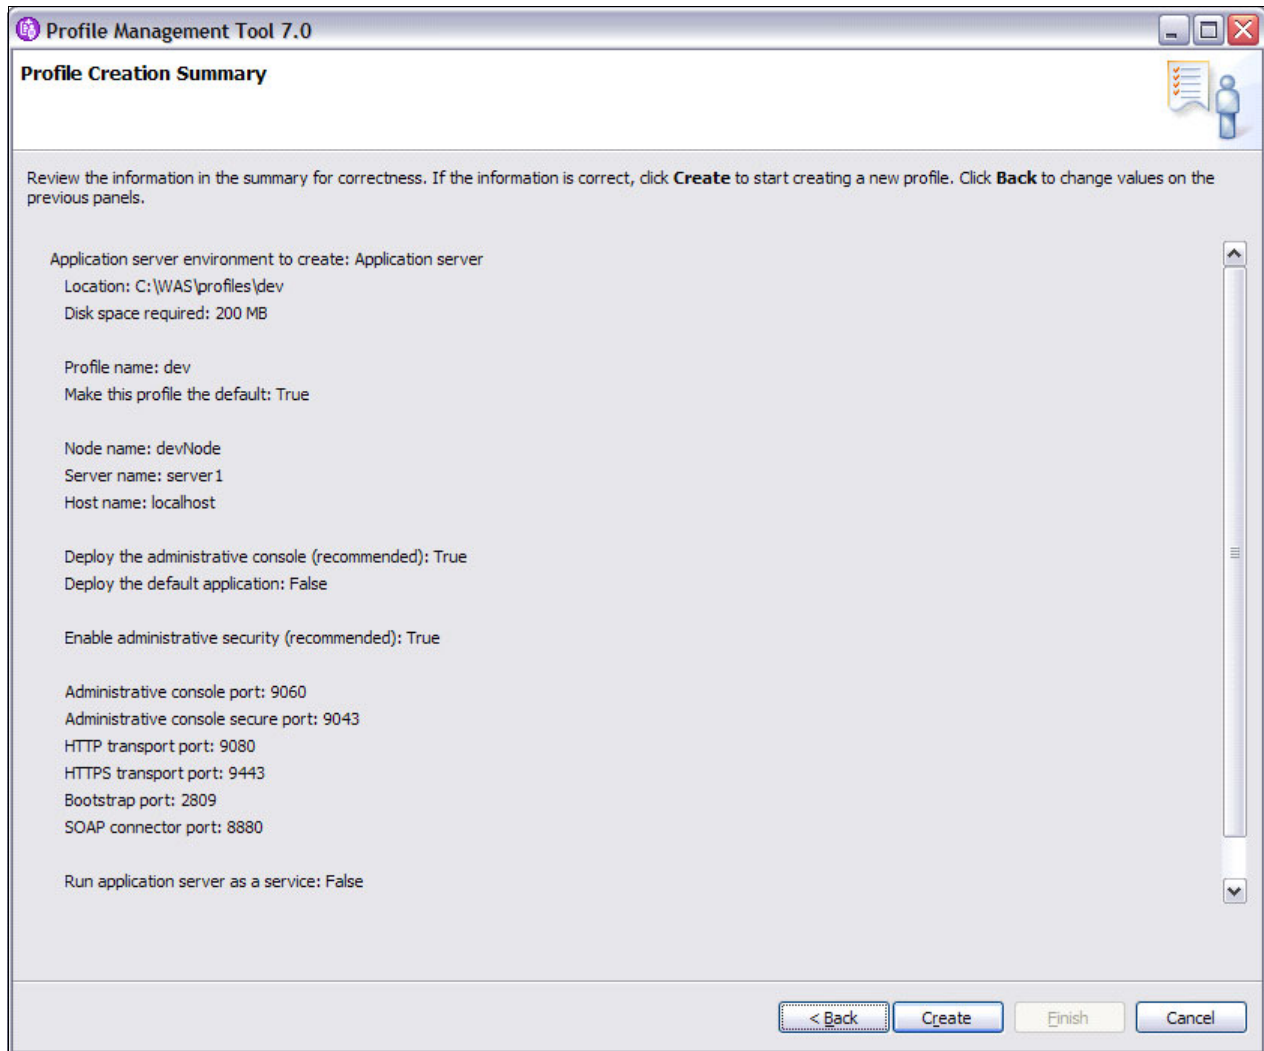 Profile Management Tool 7.0
Profile Creation Summary
Review the information in the summary for correctness. If the information is correct, click Create to start creating a new profile. Click Back to change values on the
previous panels.
Application server environment to create: Application server
Location: C:\WAS\profiles\dev
Disk space required: 200 MB
Profile name: dev
Make this profile the default: True
Node name: devNode
Server name: server1
Host name: localhost
Deploy the administrative console (recommended): True
Deploy the default application: False
Enable administrative security (recommended): True
Administrative console port: 9060
Administrative console secure port: 9043
HTTP transport port: 9080
HTTPS transport port: 9443
Bootstrap port: 2809
SOAP connector port: 8880
Run application server as a service: False
< Back Create Finish Cancel